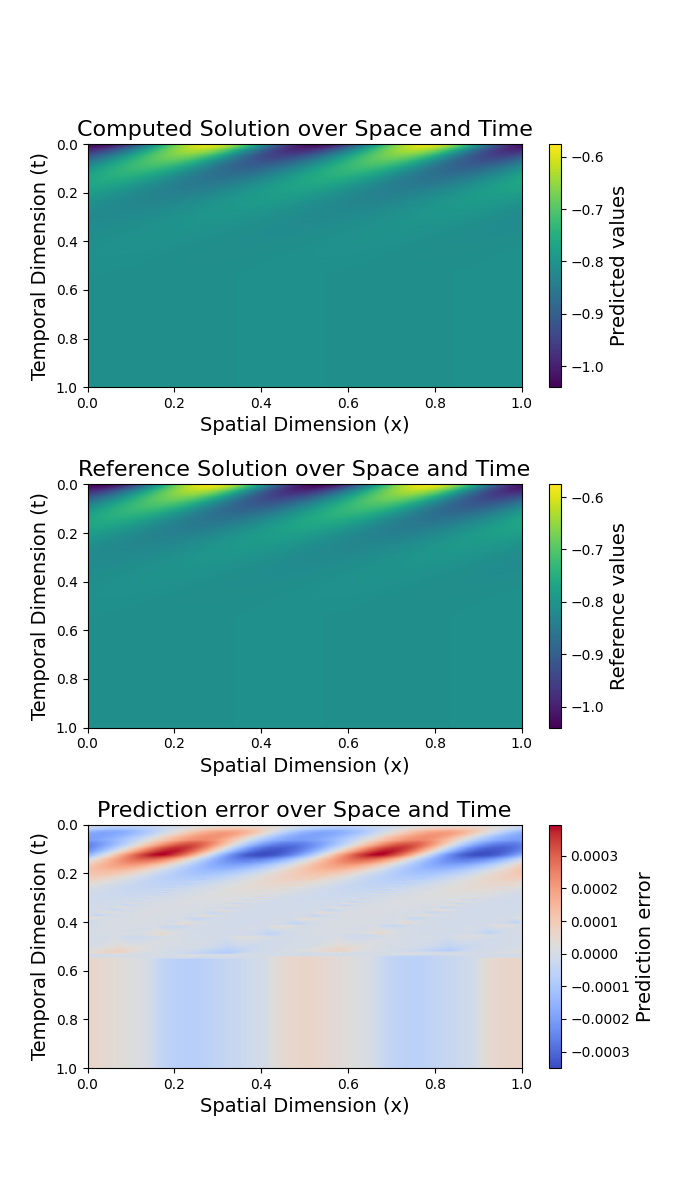 Computed Solution over Space and Time
Temporal Dimension (t)
0.0
0.2
0.4
0.6
0.8
1.0
0.0 0.2 0.4 0.6 0.8 1.0
Spatial Dimension (x)
−0.6
−0.7
−0.8
−0.9
−1.0
Predicted values
Reference Solution over Space and Time
Temporal Dimension (t)
0.0
0.2
0.4
0.6
0.8
1.0
0.0 0.2 0.4 0.6 0.8 1.0
Spatial Dimension (x)
−0.6
−0.7
−0.8
−0.9
−1.0
Reference values
Prediction error over Space and Time
Temporal Dimension (t)
0.0
0.2
0.4
0.6
0.8
1.0
0.0 0.2 0.4 0.6 0.8 1.0
Spatial Dimension (x)
0.0003
0.0002
0.0001
0.0000
−0.0001
−0.0002
−0.0003
Prediction error